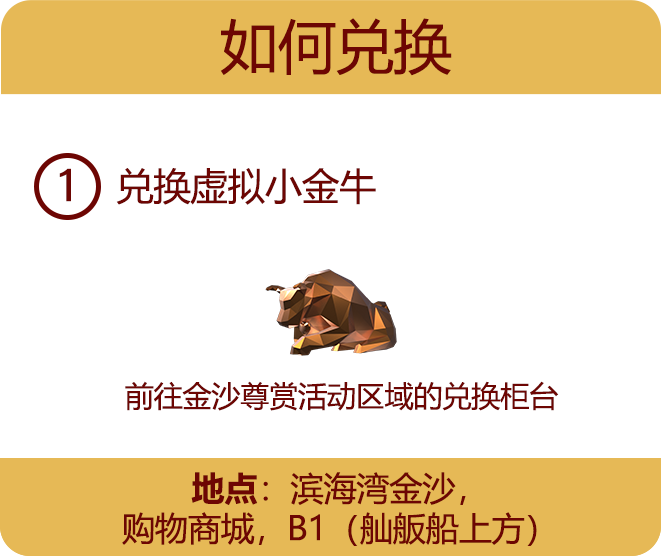 如何兑换
1 兑换虚拟小金牛
前往金沙尊赏活动区域的兑换柜台
地点：滨海湾金沙，
购物商城，B1（舢舨船上方）